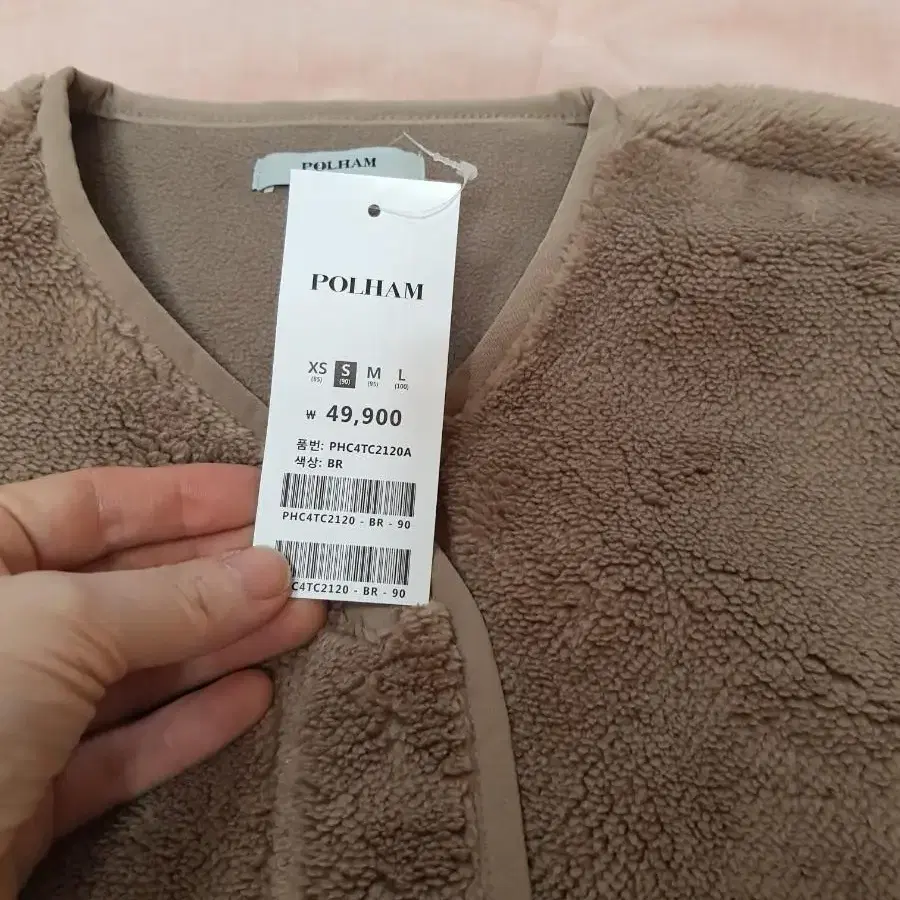 POLHAM
POLHAM
XS S M L
(85) (90) (95) (100)
₩ 49,900
품번: PHC4TC2120A
색상: BR
PHC4TC2120 - BR - 90
C4TC2120 - BR - 90